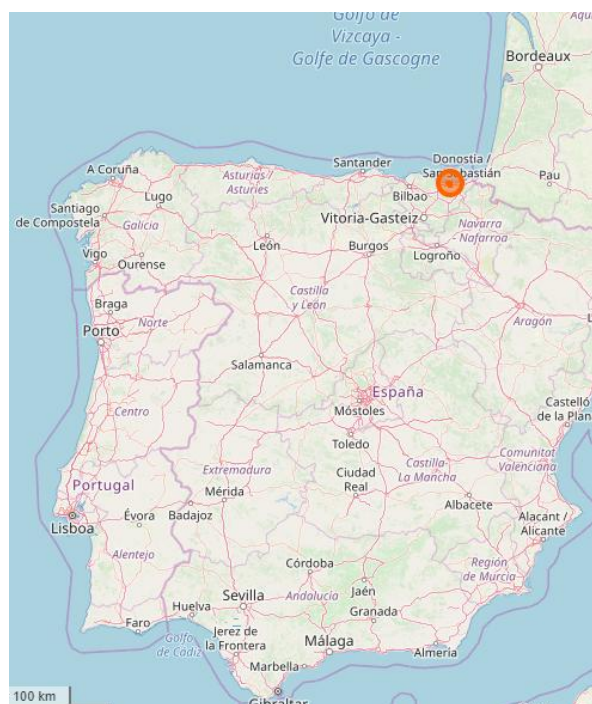 Golfo de
Vizcaya -
Golfe de Gascogne
Bordeaux
A Coruña
Santander
Donostia /
San Sebastián
Asturias /
Asturies
Bilbao
Pau
Lugo
Santiago
de Compostela
Vitoria-Gasteiz
Galicia
Navarra
- Nafarroa
León
Burgos
Logroño
Vigo
Ourense
Castilla
y León
Braga
Aragón
Norte
Porto
Salamanca
España
Móstoles
Castelló
de la Plana
Centro
Toledo
Comunitat
Valenciana
Extremadura
Ciudad
Real
Castilla-
La Mancha
Portugal
Mérida
Albacete
Lisboa
Évora
Badajoz
Alacant /
Alicante
Alentejo
Córdoba
Región
de Murcia
Jaén
Sevilla
Andalucía
Huelva
Granada
Faro
Golfo
de Cádiz
Jerez de
la Frontera
Málaga
Almería
Marbella
100 km
Gibraltar